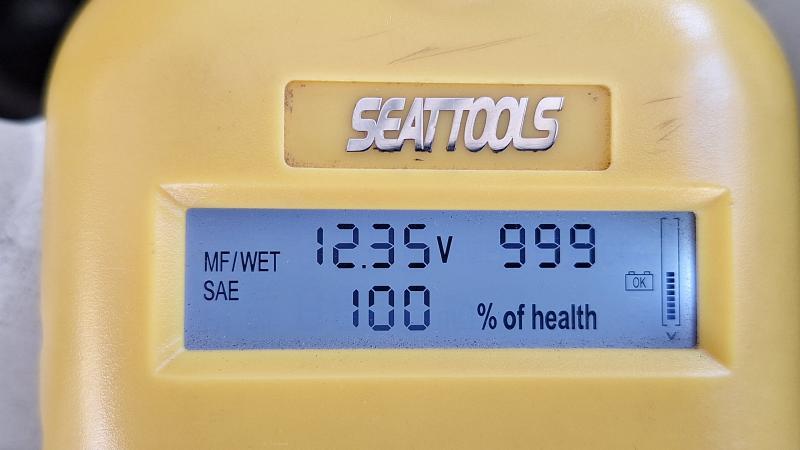 SEATTOOLS
MF/WET 12.35V 999
SAE 100 % of health
OK
V